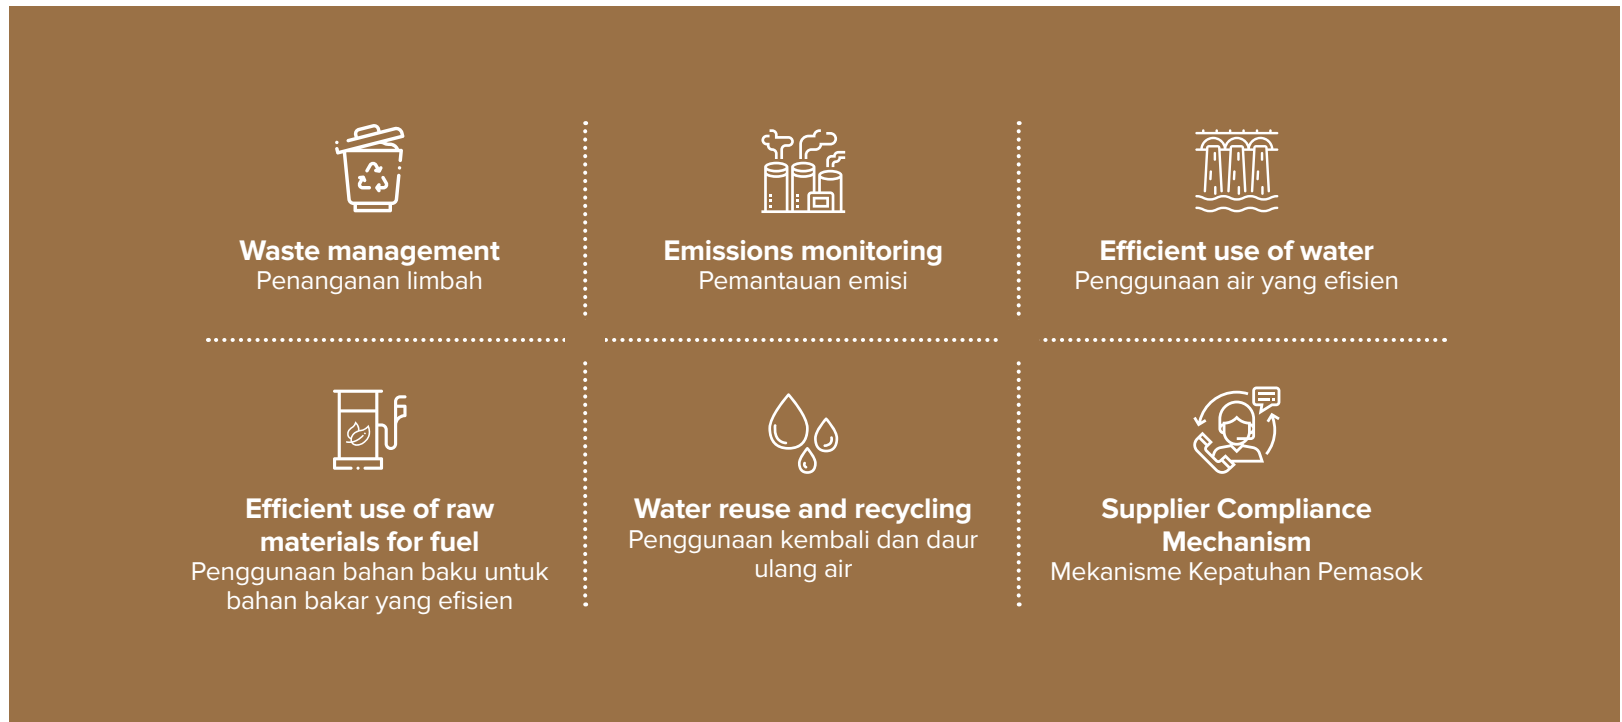 Waste management
Penanganan limbah
Emissions monitoring
Pemantauan emisi
Efficient use of water
Penggunaan air yang efisien
Efficient use of raw
materials for fuel
Penggunaan bahan baku untuk
bahan bakar yang efisien
Water reuse and recycling
Penggunaan kembali dan daur
ulang air
Supplier Compliance
Mechanism
Mekanisme Kepatuhan Pemasok